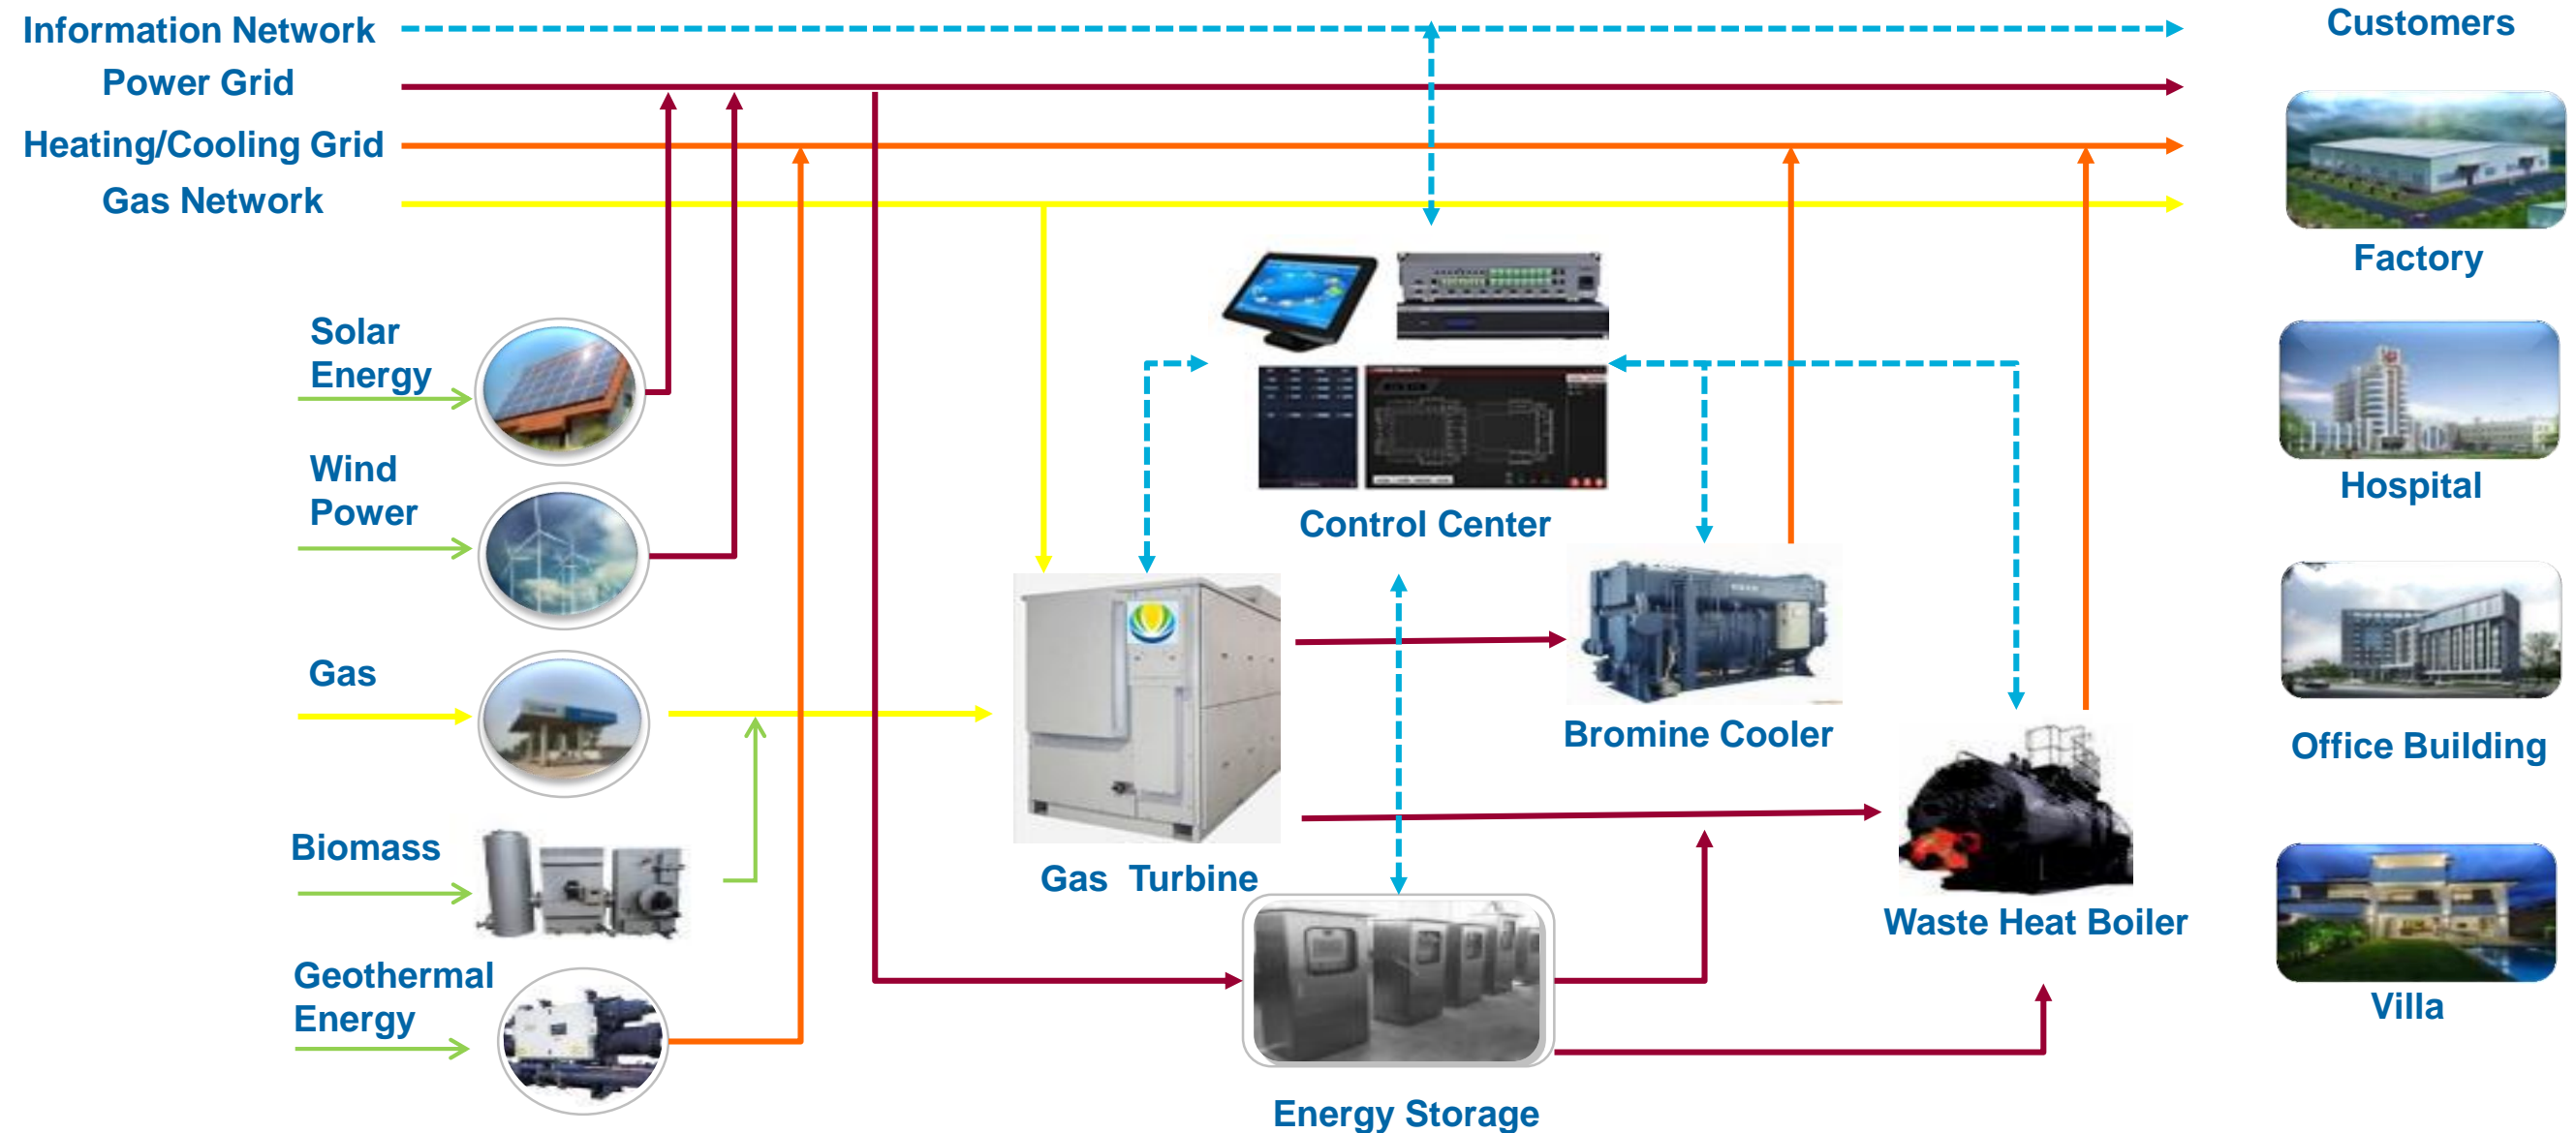 Information Network
Power Grid
Heating/Cooling Grid
Gas Network
Customers
Factory
Hospital
Office Building
Villa
Solar
Energy
Wind
Power
Gas
Biomass
Geothermal
Energy
Control Center
Gas Turbine
Bromine Cooler
Waste Heat Boiler
Energy Storage